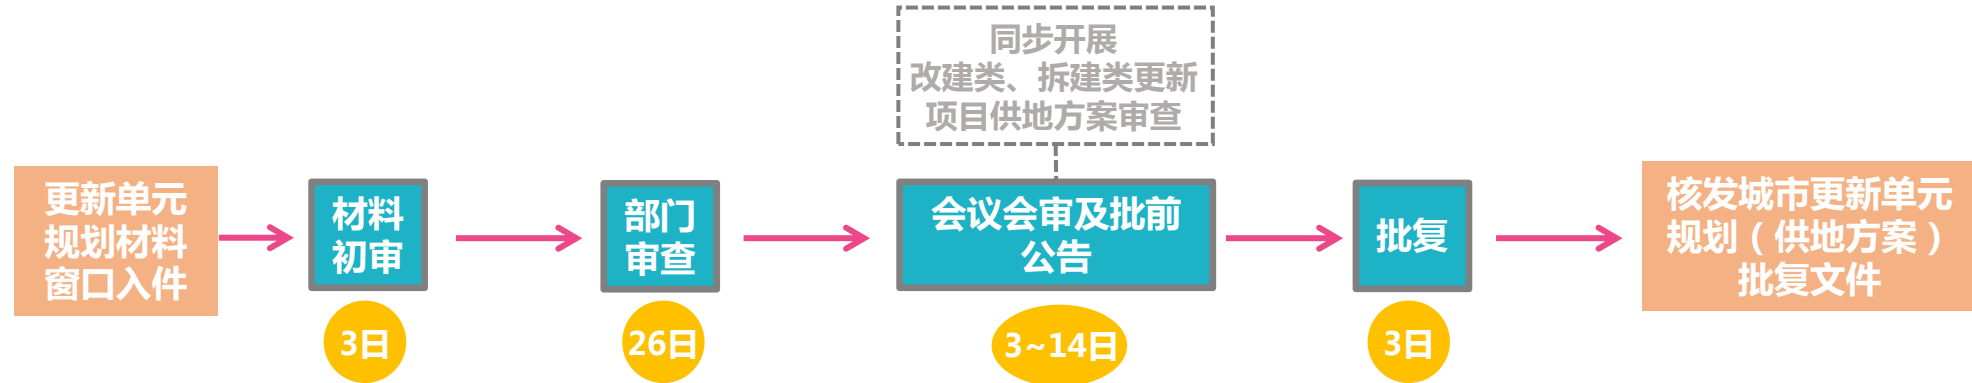 同步开展
改建类、拆建类更新
项目供地方案审查
更新单元
规划材料
窗口入件
材料
初审
部门
审查
会议会审及批前
公告
批复
核发城市更新单元
规划（供地方案）
批复文件
3日
26日
3~14日
3日